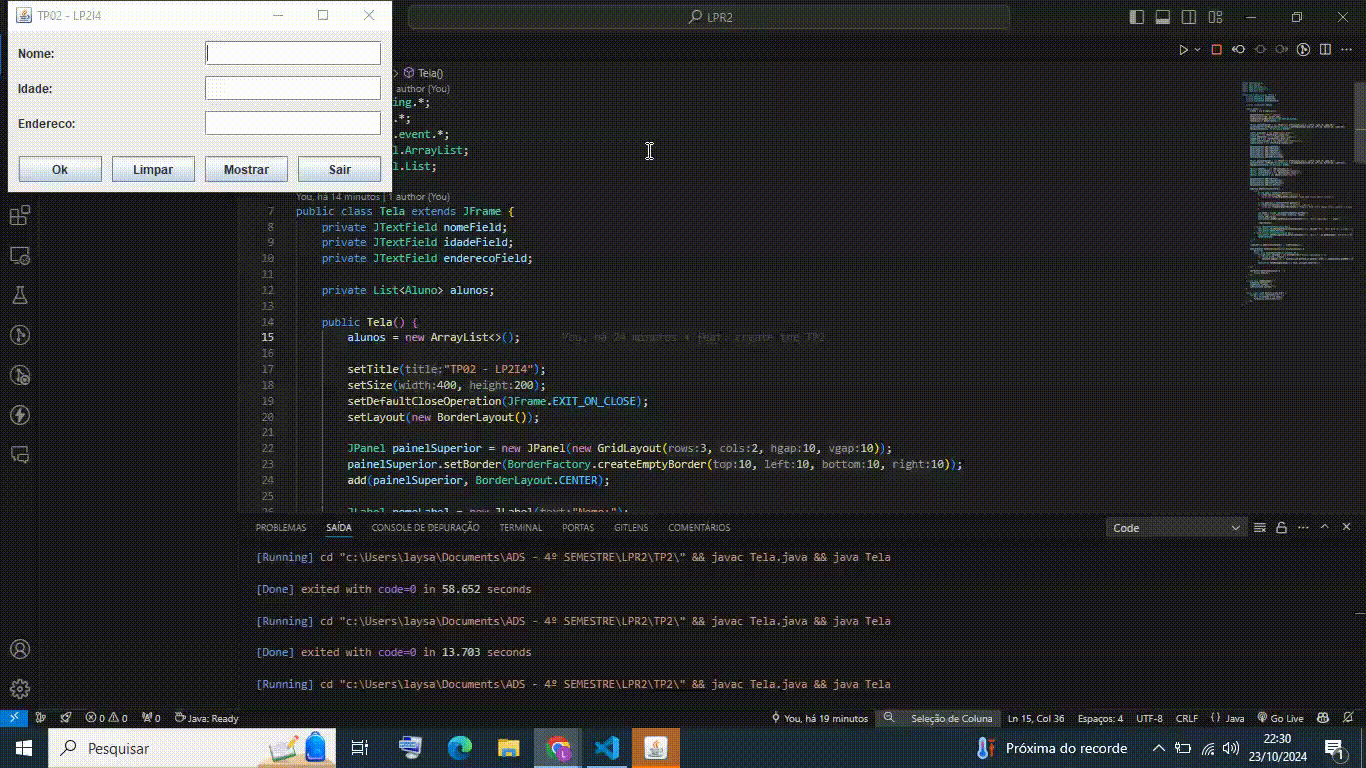 TP02 - LP2I4
LPR2
Nome:
Idade:
Endereco:
Ok Limpar Mostrar Sair
Tela()
author (You)
ing.*;
.*;
.event.*;
l.ArrayList;
l.List;
You, há 14 minutos | 1 author (You)
7 public class Tela extends JFrame {
8 private JTextField nomeField;
9 private JTextField idadeField;
10 private JTextField enderecoField;
11
12 private List<Aluno> alunos;
13
14 public Tela() {
15 alunos = new ArrayList<>(); You, há 24 minutos • feat: create the TP2
16
17 setTitle(title:"TP02 - LP2I4");
18 setSize(width:400, height:200);
19 setDefaultCloseOperation(JFrame.EXIT_ON_CLOSE);
20 setLayout(new BorderLayout());
21
22 JPanel painelSuperior = new JPanel(new GridLayout(rows:3, cols:2, hgap:10, vgap:10));
23 painelSuperior.setBorder(BorderFactory.createEmptyBorder(top:10, left:10, bottom:10, right:10));
24 add(painelSuperior, BorderLayout.CENTER);
25
JLabel nomeLabel = new JLabel(text:"Nome:");
PROBLEMAS SAÍDA CONSOLE DE DEPURAÇÃO TERMINAL PORTAS GITLENS COMENTÁRIOS Code
[Running] cd "c:\Users\laysa\Documents\ADS - 4º SEMESTRE\LPR2\TP2\" && javac Tela.java && java Tela
[Done] exited with code=0 in 58.652 seconds
[Running] cd "c:\Users\laysa\Documents\ADS - 4º SEMESTRE\LPR2\TP2\" && javac Tela.java && java Tela
[Done] exited with code=0 in 13.703 seconds
[Running] cd "c:\Users\laysa\Documents\ADS - 4º SEMESTRE\LPR2\TP2\" && javac Tela.java && java Tela
0 0 0 Java: Ready You, há 19 minutos Seleção de Coluna Ln 15, Col 36 Espaços: 4 UTF-8 CRLF {} Java Go Live
Pesquisar Próxima do recorde 22:30
23/10/2024 1